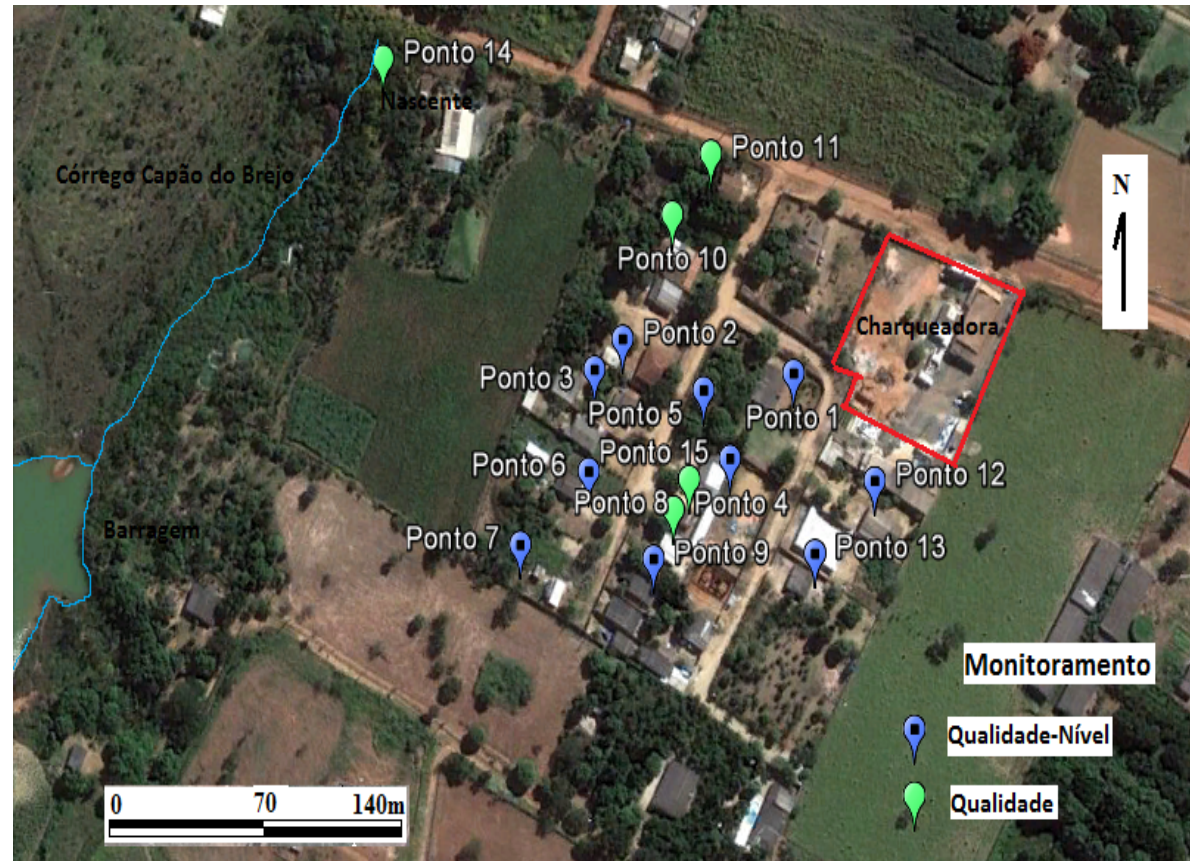 Ponto 14
Nascente
Ponto 11
Córrego Capão do Brejo
N
Ponto 10
Charqueadora
Ponto 2
Ponto 3
Ponto 5
Ponto 1
Ponto 15
Ponto 6
Ponto 12
Ponto 8
Ponto 4
Barragem
Ponto 7
Ponto 9
Ponto 13
Monitoramento
Qualidade-Nível
Qualidade
0 70 140m